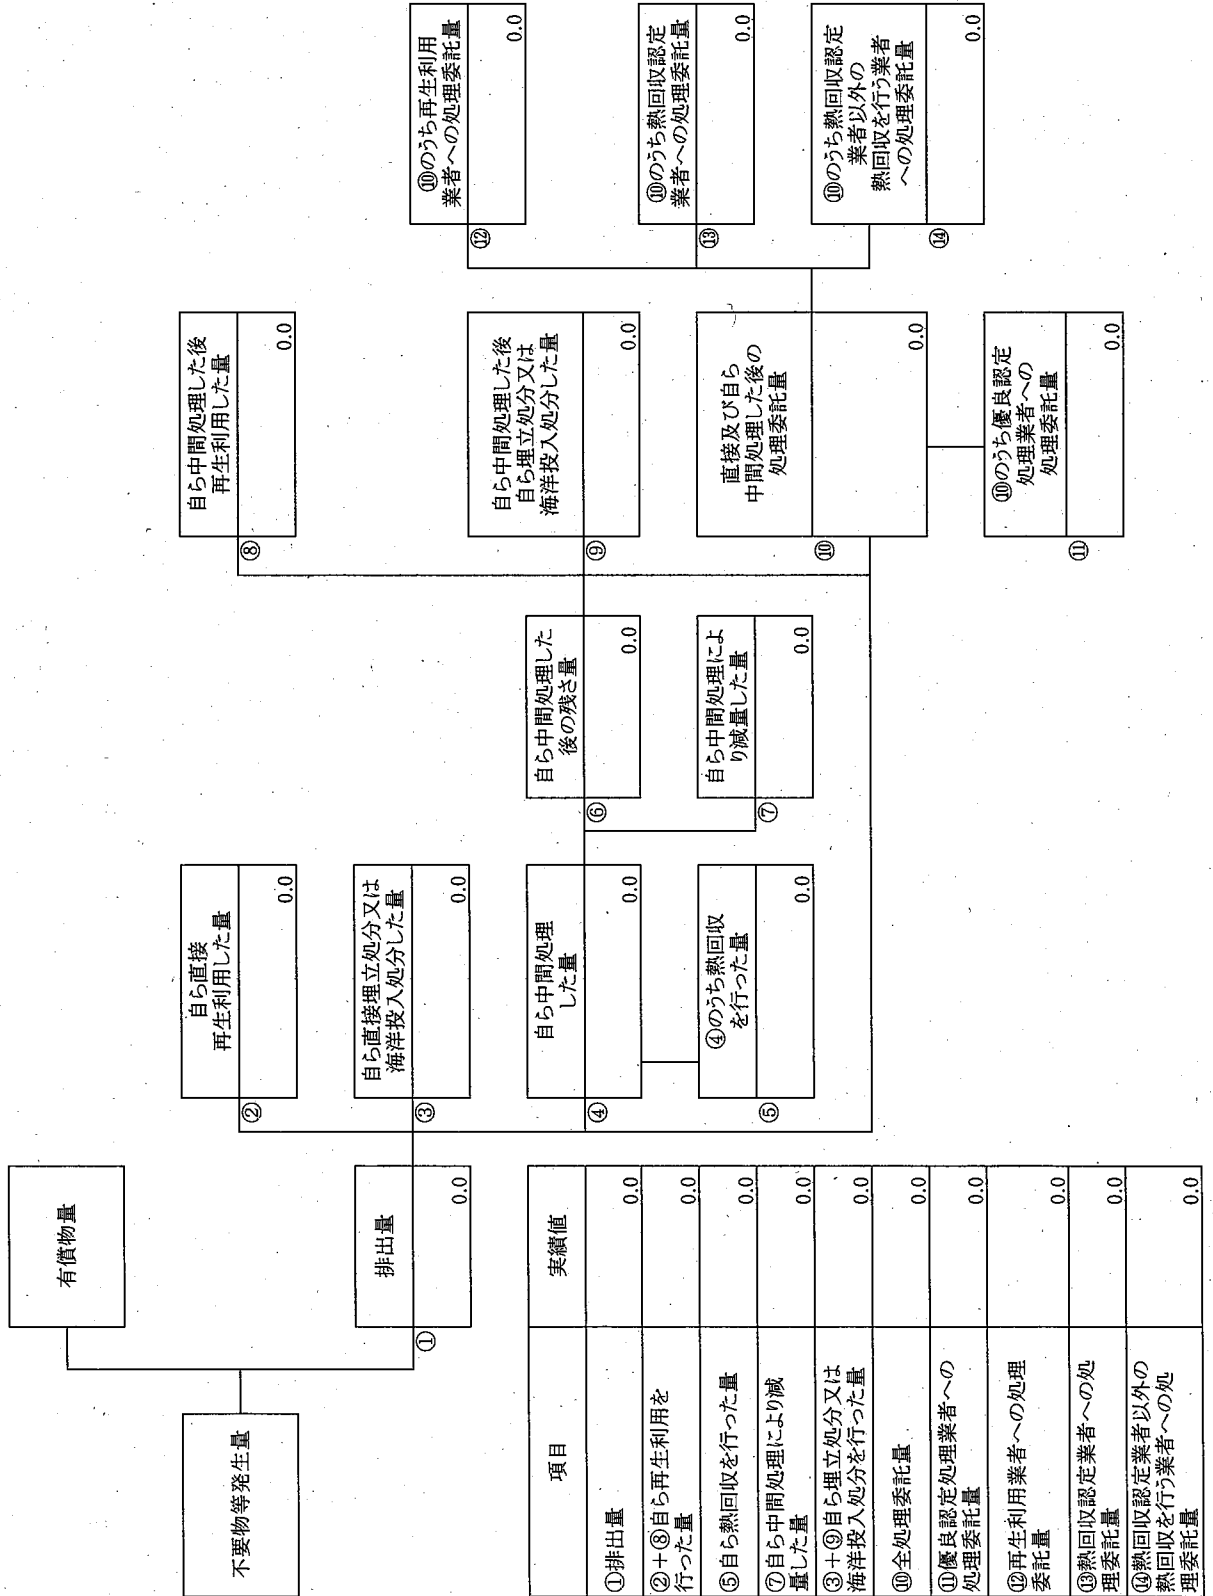 不要物等発生量
有償物量
排出量
①
0.0
自ら直接
再生利用した量
②
0.0
自ら直接埋立処分又は
海洋投入処分した量
③
0.0
自ら中間処理
した量
④
0.0
④のうち熱回収
を行った量
⑤
0.0
自ら中間処理した
後の残さ量
⑥
0.0
自ら中間処理によ
り減量した量
⑦
0.0
自ら中間処理した後
再生利用した量
⑧
0.0
自ら中間処理した後
自ら埋立処分又は
海洋投入処分した量
⑨
0.0
直接及び自ら
中間処理した後の
処理委託量
⑩
0.0
⑩のうち優良認定
処理業者への
処理委託量
⑪
0.0
⑩のうち再生利用
業者への処理委託量
⑫
0.0
⑩のうち熱回収認定
業者への処理委託量
⑬
0.0
⑩のうち熱回収認定
業者以外の
熱回収を行う業者
への処理委託量
⑭
0.0
項目 実績値
①排出量 0.0
②+⑧自ら再生利用を
行った量 0.0
⑤自ら熱回収を行った量 0.0
⑦自ら中間処理により減
量した量 0.0
③+⑨自ら埋立処分又は
海洋投入処分を行った量 0.0
⑩全処理委託量 0.0
⑪優良認定処理業者への
処理委託量 0.0
⑫再生利用業者への処理
委託量 0.0
⑬熱回収認定業者への処
理委託量 0.0
⑭熱回収認定業者以外の
熱回収を行う業者への処
理委託量 0.0